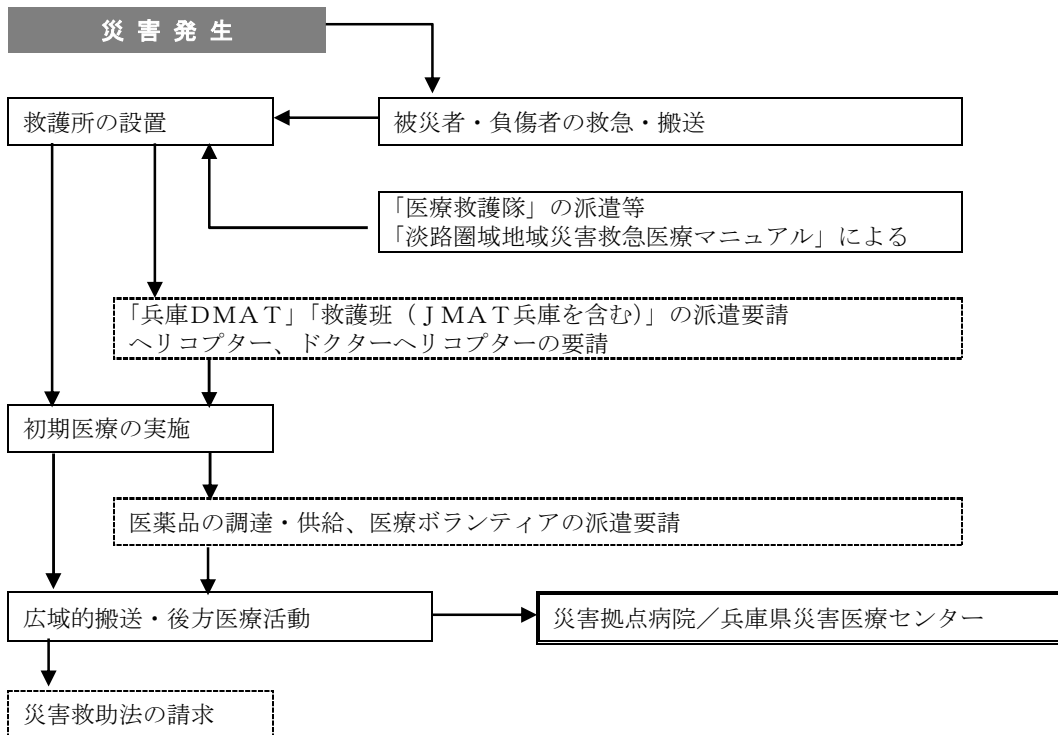 災 害 発 生
救護所の設置
被災者・負傷者の救急・搬送
「医療救護隊」の派遣等
「淡路圏域地域災害救急医療マニュアル」による
「兵庫DMAT」「救護班（JMAT兵庫を含む）」の派遣要請
ヘリコプター、ドクターヘリコプターの要請
初期医療の実施
医薬品の調達・供給、医療ボランティアの派遣要請
広域的搬送・後方医療活動
災害拠点病院／兵庫県災害医療センター
災害救助法の請求